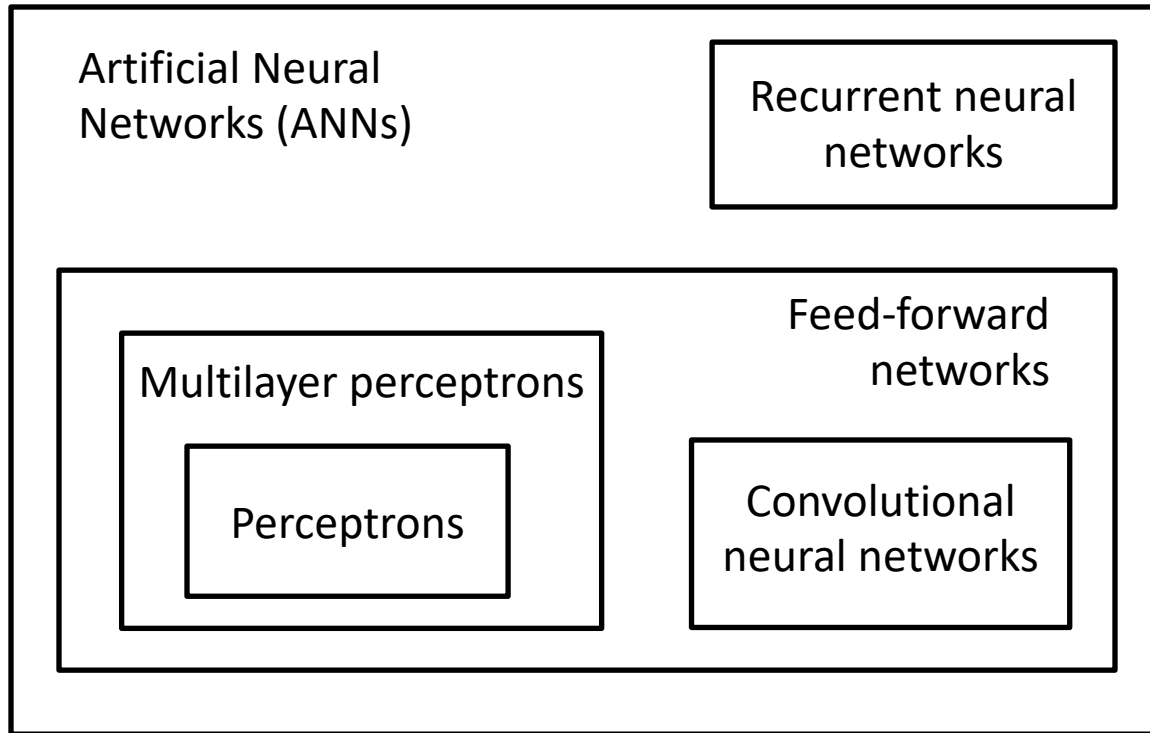 Artificial Neural
Networks (ANNs)
Recurrent neural
networks
Feed-forward
networks
Multilayer perceptrons
Perceptrons
Convolutional
neural networks